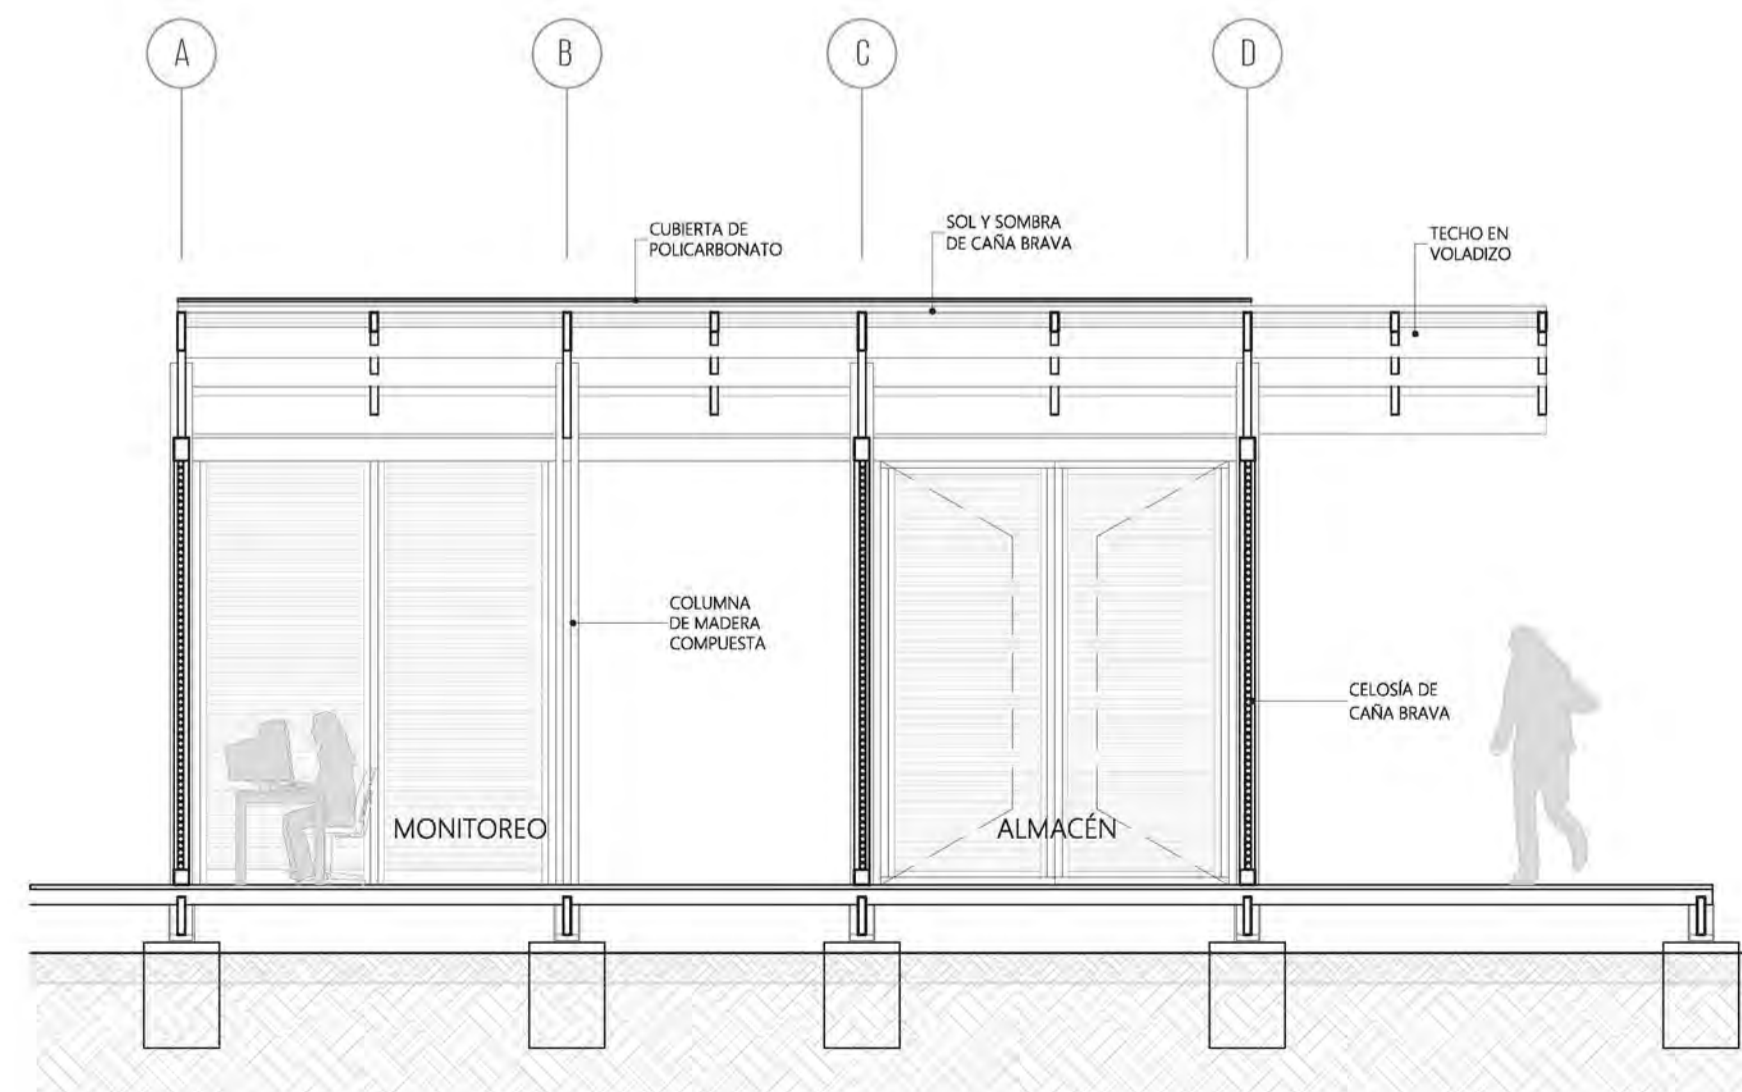 A
B
C
D
CUBIERTA DE
POLICARBONATO
SOL Y SOMBRA
DE CAÑA BRAVA
TECHO EN
VOLADIZO
COLUMNA
DE MADERA
COMPUESTA
CELOSÍA DE
CAÑA BRAVA
MONITOREO
ALMACÉN